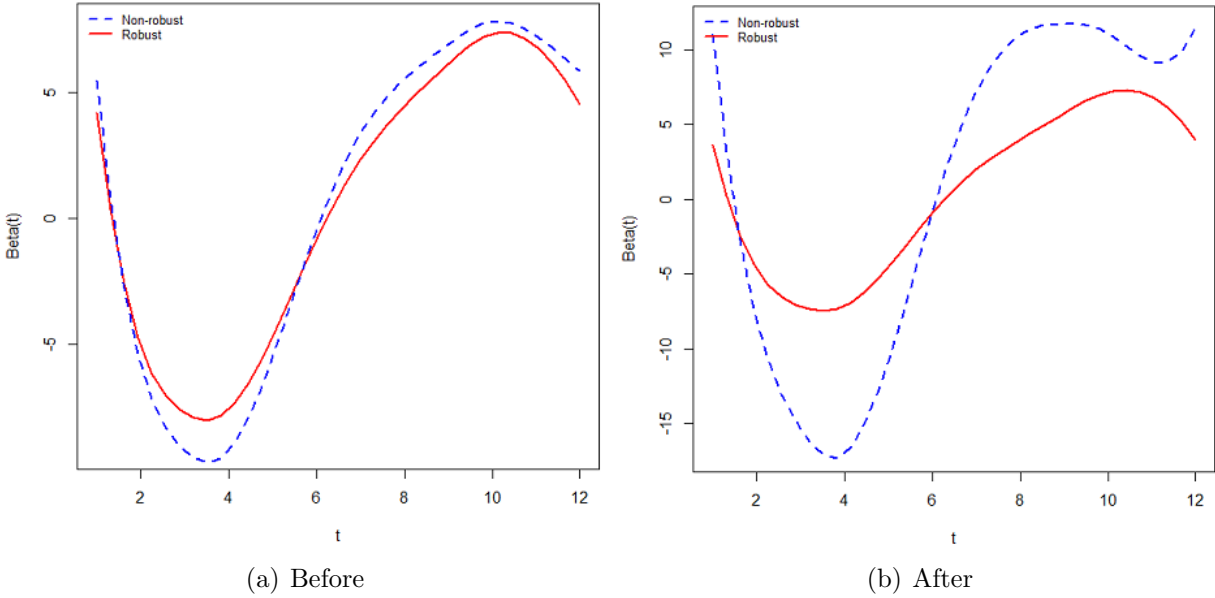 Non-robust
Robust
Beta(t)
5
0
-5
2 4 6 8 10 12
t
(a) Before
Non-robust
Robust
Beta(t)
10
5
0
-5
-10
-15
2 4 6 8 10 12
t
(b) After